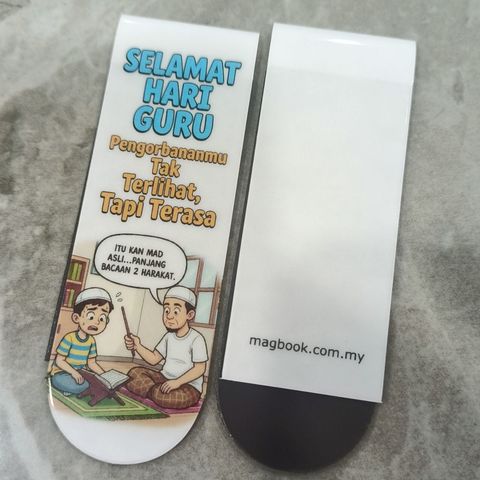 SELAMAT
HARI
GURU
Pengorbananmu
Tak
Terlihat,
Tapi Terasa
ITU KAN MAD
ASLI...PANJANG
BACAAN 2 HARAKAT.
magbook.com.my